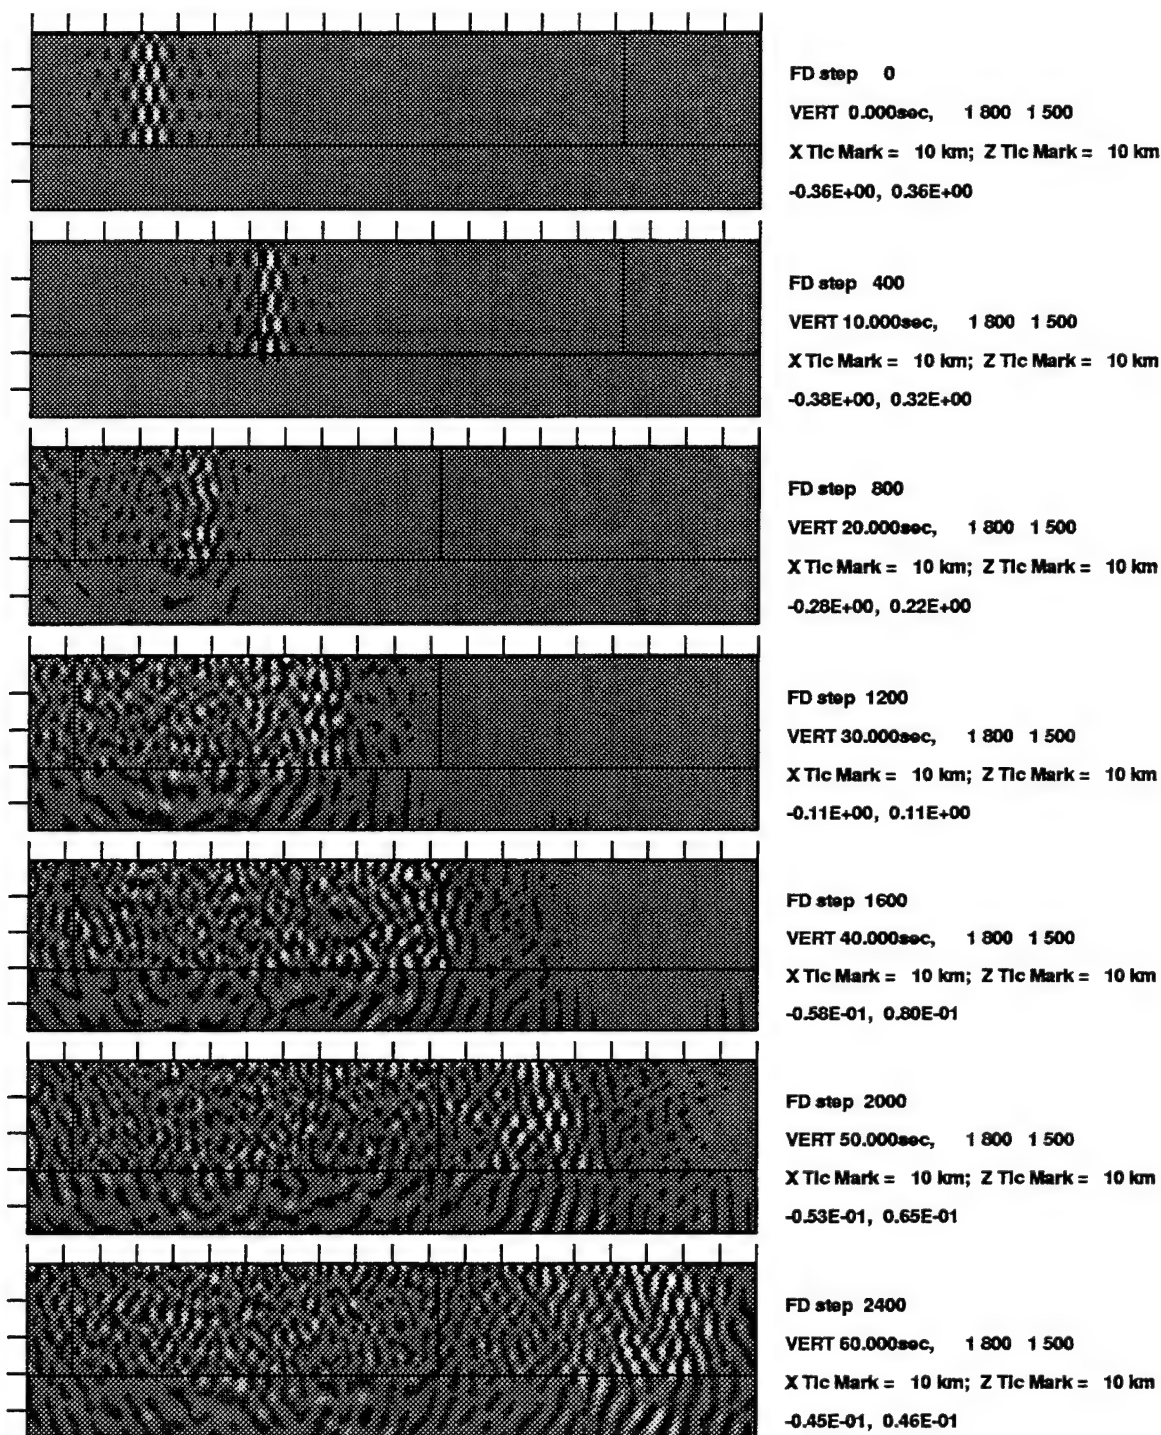 FD step 0
VERT 0.000sec, 1 800 1 500
X Tic Mark = 10 km; Z Tic Mark = 10 km
-0.36E+00, 0.36E+00
FD step 400
VERT 10.000sec, 1 800 1 500
X Tic Mark = 10 km; Z Tic Mark = 10 km
-0.38E+00, 0.32E+00
FD step 800
VERT 20.000sec, 1 800 1 500
X Tic Mark = 10 km; Z Tic Mark = 10 km
-0.28E+00, 0.22E+00
FD step 1200
VERT 30.000sec, 1 800 1 500
X Tic Mark = 10 km; Z Tic Mark = 10 km
-0.11E+00, 0.11E+00
FD step 1600
VERT 40.000sec, 1 800 1 500
X Tic Mark = 10 km; Z Tic Mark = 10 km
-0.58E-01, 0.80E-01
FD step 2000
VERT 50.000sec, 1 800 1 500
X Tic Mark = 10 km; Z Tic Mark = 10 km
-0.53E-01, 0.65E-01
FD step 2400
VERT 60.000sec, 1 800 1 500
X Tic Mark = 10 km; Z Tic Mark = 10 km
-0.45E-01, 0.46E-01